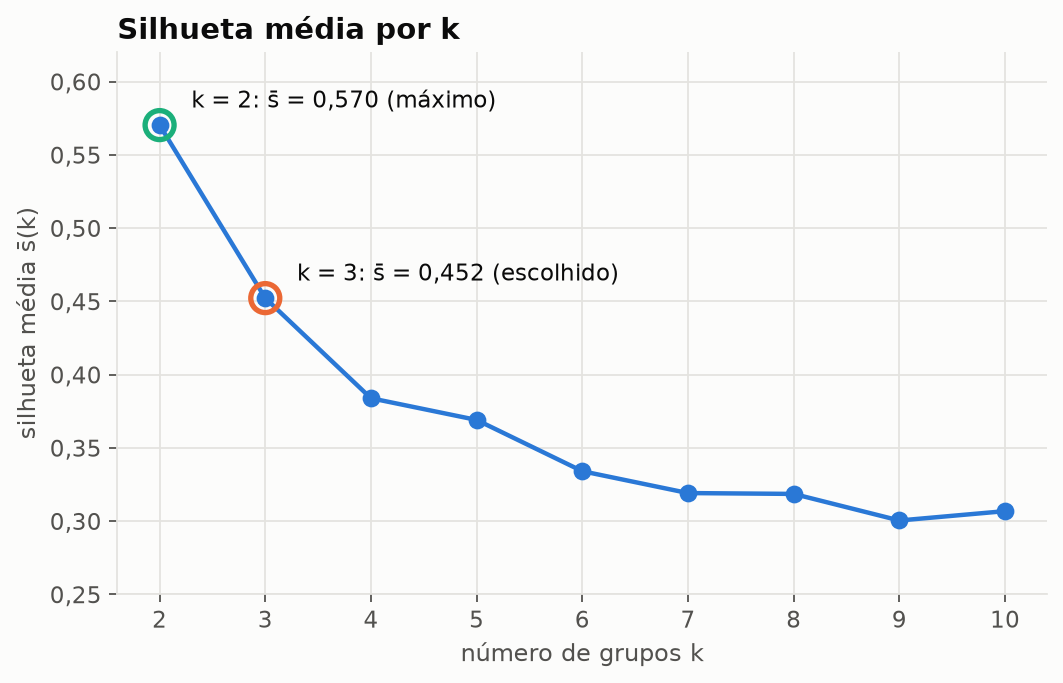 Silhueta média por k
k = 2: s̄ = 0,570 (máximo)
k = 3: s̄ = 0,452 (escolhido)
silhueta média s̄(k)
0,60
0,55
0,50
0,45
0,40
0,35
0,30
0,25
2 3 4 5 6 7 8 9 10
número de grupos k